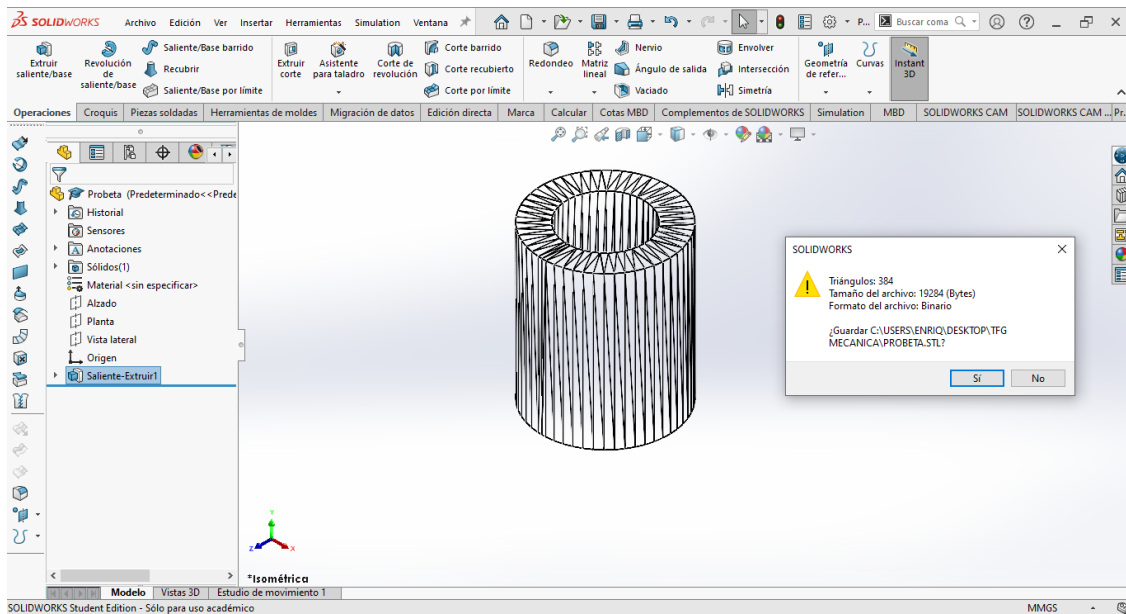 SOLIDWORKS Archivo Edición Ver Insertar Herramientas Simulation Ventana P... Buscar coma
Extruir saliente/base
Revolución de saliente/base
Saliente/Base barrido
Recubrir
Saliente/Base por límite
Extruir corte
Asistente para taladro
Corte de revolución
Corte barrido
Corte recubierto
Corte por límite
Redondeo
Matriz lineal
Nervio
Ángulo de salida
Vaciado
Envolver
Intersección
Simetría
Geometría de refer...
Curvas
Instant 3D
Operaciones Croquis Piezas soldadas Herramientas de moldes Migración de datos Edición directa Marca Calcular Cotas MBD Complementos de SOLIDWORKS Simulation MBD SOLIDWORKS CAM SOLIDWORKS CAM ... Pr...
Probeta (Predeterminado<<Prede
Historial
Sensores
A Anotaciones
Sólidos(1)
Material <sin especificar>
Alzado
Planta
Vista lateral
Origen
Saliente-Extruir1
SOLIDWORKS
Triángulos: 384
Tamaño del archivo: 19284 (Bytes)
Formato del archivo: Binario
¿Guardar C:\USERS\ENRIQ\DESKTOP\TFG
MECANICA\PROBETA.STL?
Sí No
Y
Z X
*Isométrica
Modelo Vistas 3D Estudio de movimiento 1
SOLIDWORKS Student Edition - Sólo para uso académico MMGS